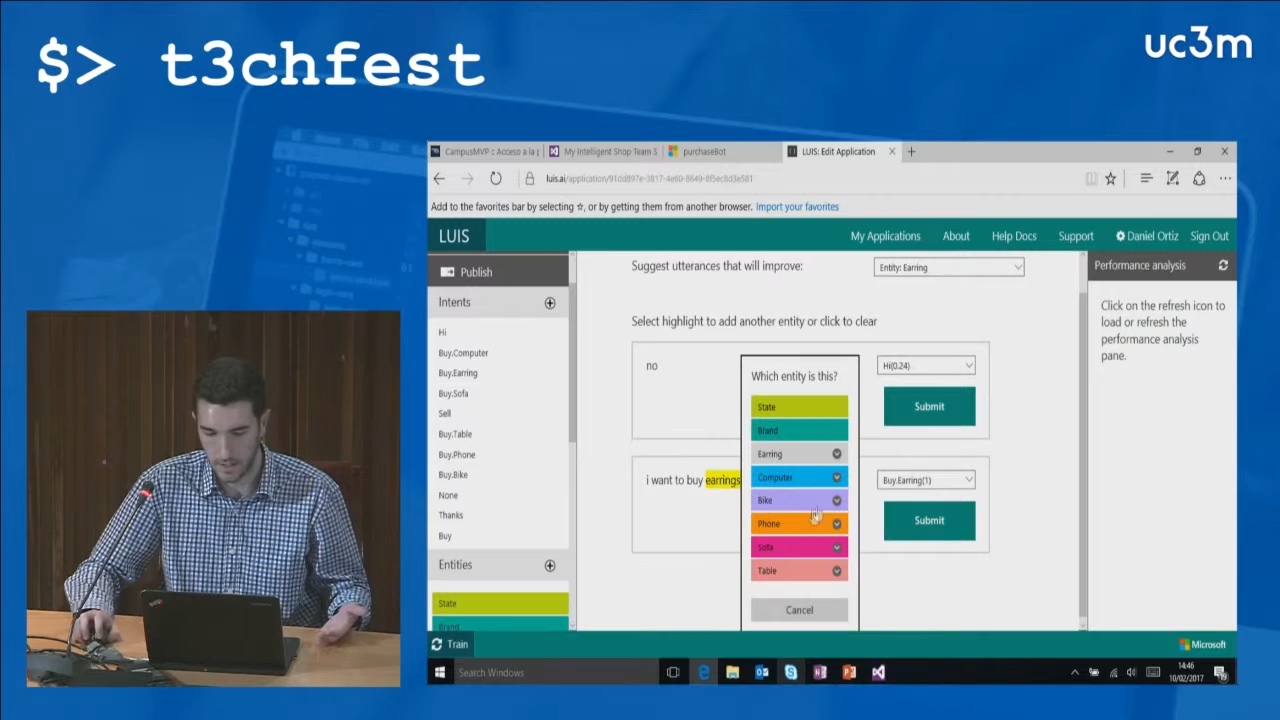 $> t3chfest
uc3m
CampusMVP :: Acceso a la p
My Intelligent Shop Team S
purchaseBot
LUIS: Edit Application
luis.ai/application/91dd897e-3817-4e60-8649-8f5ec8d3e581
Add to the favorites bar by selecting ☆, or by getting them from another browser. Import your favorites
LUIS
My Applications
About
Help Docs
Support
Daniel Ortiz
Sign Out
Publish
Intents
Hi
Buy.Computer
Buy.Earring
Buy.Sofa
Sell
Buy.Table
Buy.Phone
Buy.Bike
None
Thanks
Buy
Entities
State
Brand
Train
Suggest utterances that will improve:
Entity: Earring
Select highlight to add another entity or click to clear
no
Hi(0.24)
Submit
i want to buy earrings
Buy.Earring(1)
Submit
Which entity is this?
State
Brand
Earring
Computer
Bike
Phone
Sofa
Table
Cancel
Performance analysis
Click on the refresh icon to
load or refresh the
performance analysis
pane.
Microsoft
Search Windows
14:46
10/02/2017